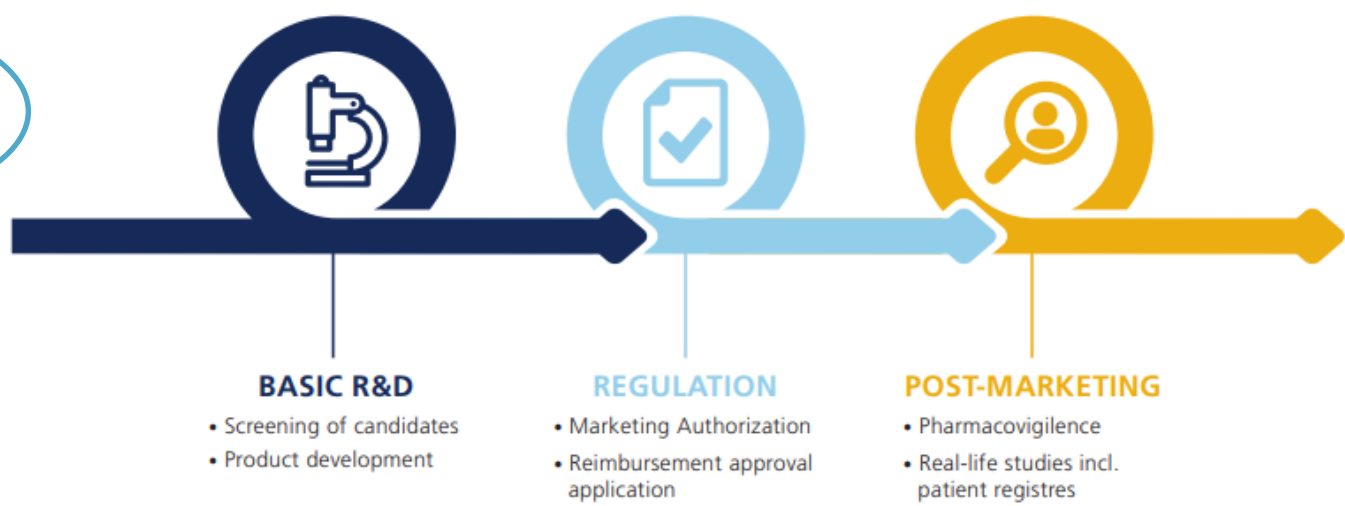 BASIC R&D
• Screening of candidates
• Product development
REGULATION
• Marketing Authorization
• Reimbursement approval
application
POST-MARKETING
• Pharmacovigilence
• Real-life studies incl.
patient registres